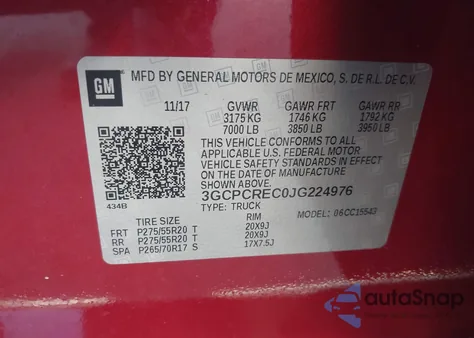 GM
MFD BY GENERAL MOTORS DE MEXICO, S. DE R.L. DE C.V.
11/17 GVWR GAWR FRT GAWR RR
3175 KG 1746 KG 1792 KG
7000 LB 3850 LB 3950 LB
THIS VEHICLE CONFORMS TO ALL
APPLICABLE U.S. FEDERAL MOTOR
VEHICLE SAFETY STANDARDS IN EFFECT
ON THE DATE OF MANUFACTURE
SHOWN ABOVE.
3GCPCREC0JG224976
434B TYPE: TRUCK
MODEL: 06CC15543
TIRE SIZE RIM
FRT P275/55R20 T 20X9J
RR P275/55R20 T 20X9J
SPA P265/70R17 S 17X7.5J
autoSnap